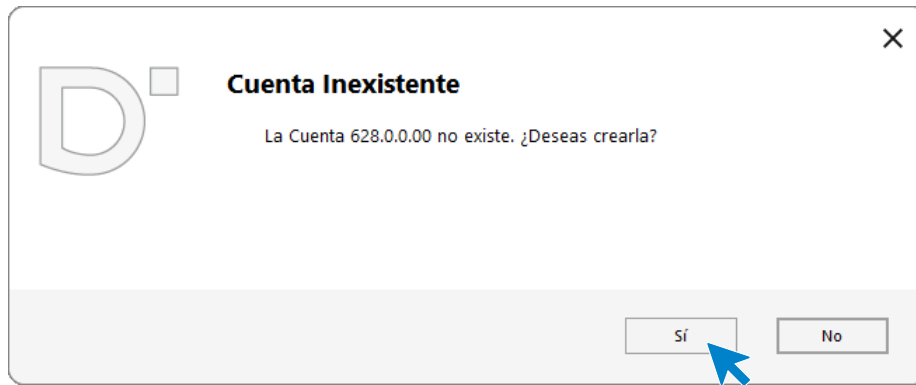 Cuenta Inexistente
La Cuenta 628.0.0.00 no existe. ¿Deseas crearla?
Sí
No